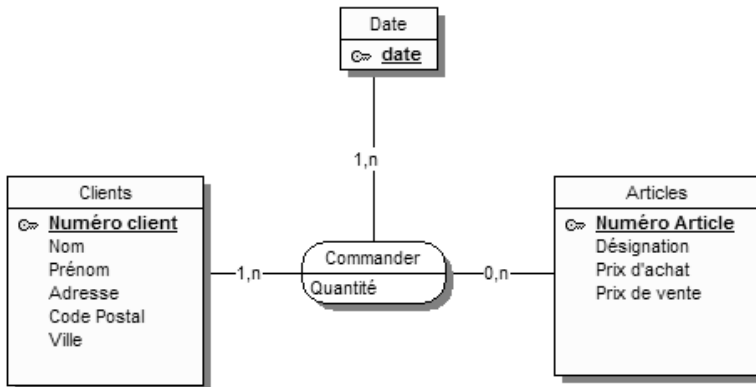 Date
date
1,n
Clients
Numéro client
Nom
Prénom
Adresse
Code Postal
Ville
1,n
Commander
Quantité
0,n
Articles
Numéro Article
Désignation
Prix d'achat
Prix de vente